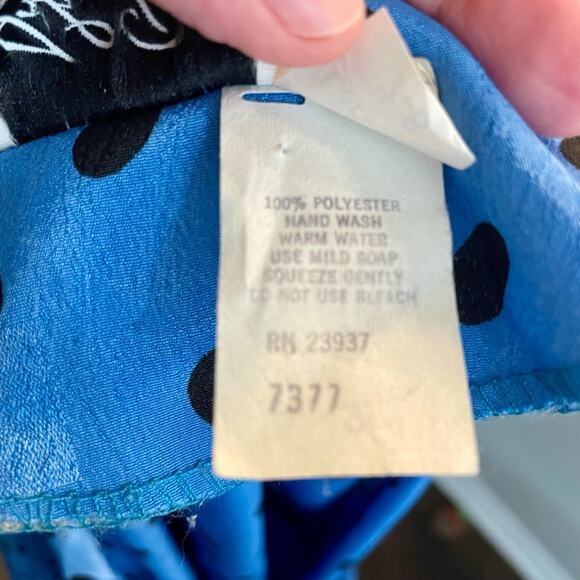 100% POLYESTER
HAND WASH
WARM WATER
USE MILD SOAP
SQUEEZE GENTLY
DO NOT USE BLEACH
RN 23937
7377